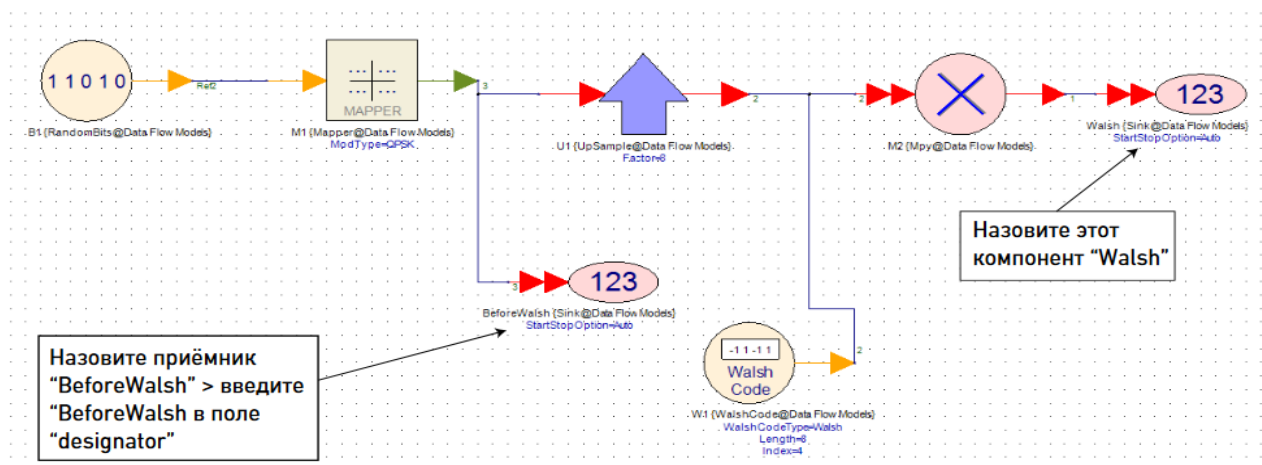 1 1 0 1 0
Ref2
B1 {RandomBits@Data Flow Models}
MAPPER
M1 {Mapper@Data Flow Models}
ModType=QPSK
3
U1 {UpSample@Data Flow Models}
Factor=8
2
2
M2 {Mpy@Data Flow Models}
1
123
Walsh {Sink@Data Flow Models}
StartStopOption=Auto
Назовите этот
компонент “Walsh”
3
123
BeforeWalsh {Sink@Data Flow Models}
StartStopOption=Auto
Назовите приёмник
“BeforeWalsh” > введите
“BeforeWalsh в поле
“designator”
-1 1 -1 1
Walsh
Code
2
W1 {WalshCode@Data Flow Models}
WalshCodeType=Walsh
Length=8
Index=4